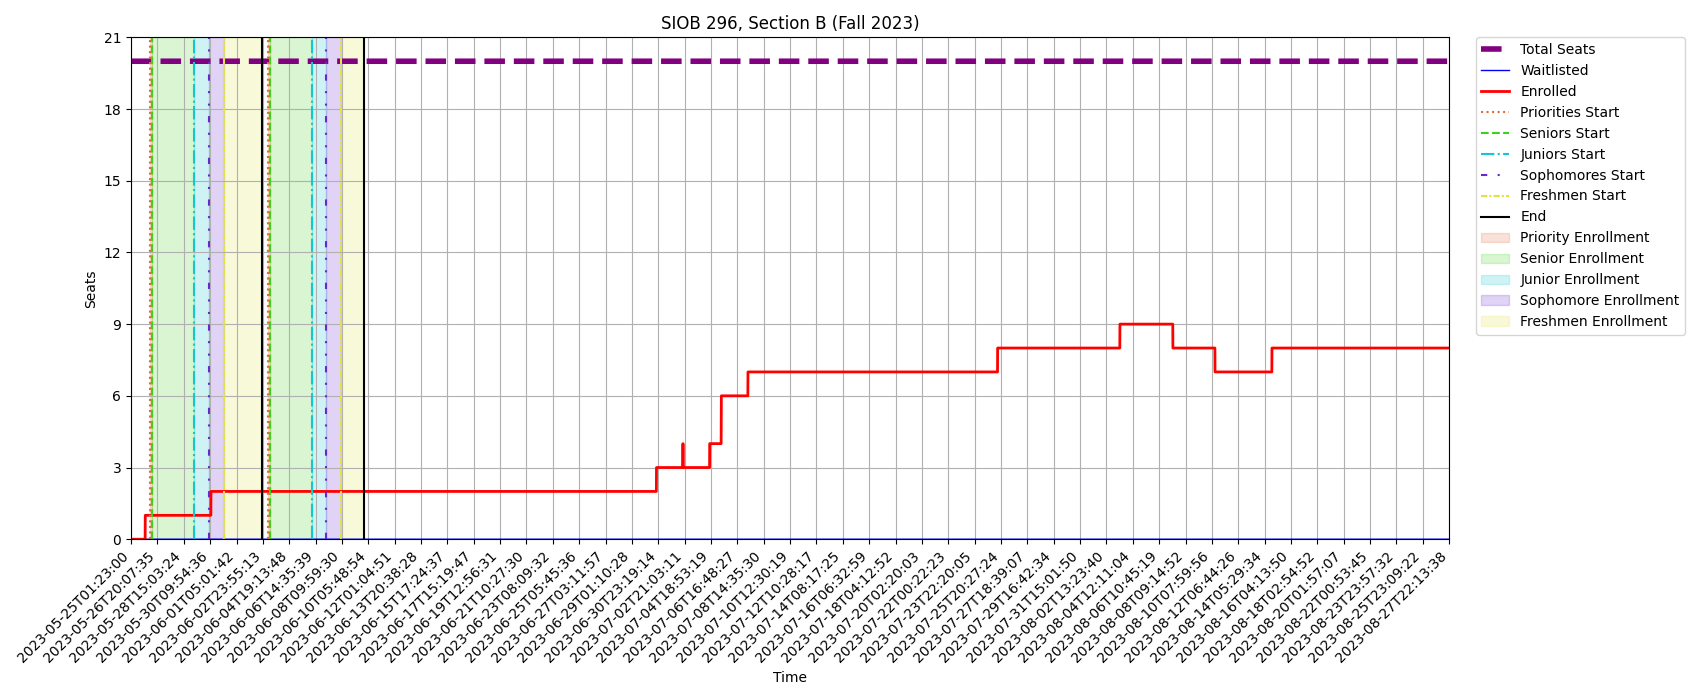 SIOB 296, Section B (Fall 2023)
21
18
15
12
9
6
3
0
Seats
2023-05-25T01:23:00
2023-05-26T20:07:35
2023-05-28T15:03:24
2023-05-30T09:54:36
2023-06-01T05:01:42
2023-06-02T23:55:13
2023-06-04T19:13:48
2023-06-06T14:35:39
2023-06-08T09:59:30
2023-06-10T05:48:54
2023-06-12T01:04:51
2023-06-13T20:38:28
2023-06-15T17:24:37
2023-06-17T15:19:47
2023-06-19T12:56:31
2023-06-21T10:27:30
2023-06-23T08:09:32
2023-06-25T05:45:36
2023-06-27T03:11:57
2023-06-29T01:10:28
2023-06-30T23:19:14
2023-07-02T21:03:11
2023-07-04T18:53:19
2023-07-06T16:48:27
2023-07-08T14:35:30
2023-07-10T12:30:19
2023-07-12T10:28:17
2023-07-14T08:17:25
2023-07-16T06:32:59
2023-07-18T04:12:52
2023-07-20T02:20:03
2023-07-23T00:22:23
2023-07-25T22:20:05
2023-07-25T20:27:24
2023-07-27T18:39:07
2023-07-29T16:42:34
2023-07-31T15:01:50
2023-08-02T13:23:40
2023-08-04T12:11:04
2023-08-06T10:45:19
2023-08-08T09:14:52
2023-08-10T07:59:56
2023-08-12T06:44:26
2023-08-14T05:29:34
2023-08-16T04:13:50
2023-08-18T02:54:52
2023-08-20T01:57:07
2023-08-22T00:53:45
2023-08-23T23:57:32
2023-08-25T23:09:22
2023-08-27T22:13:38
Time
Total Seats
Waitlisted
Enrolled
Priorities Start
Seniors Start
Juniors Start
Sophomores Start
Freshmen Start
End
Priority Enrollment
Senior Enrollment
Junior Enrollment
Sophomore Enrollment
Freshmen Enrollment